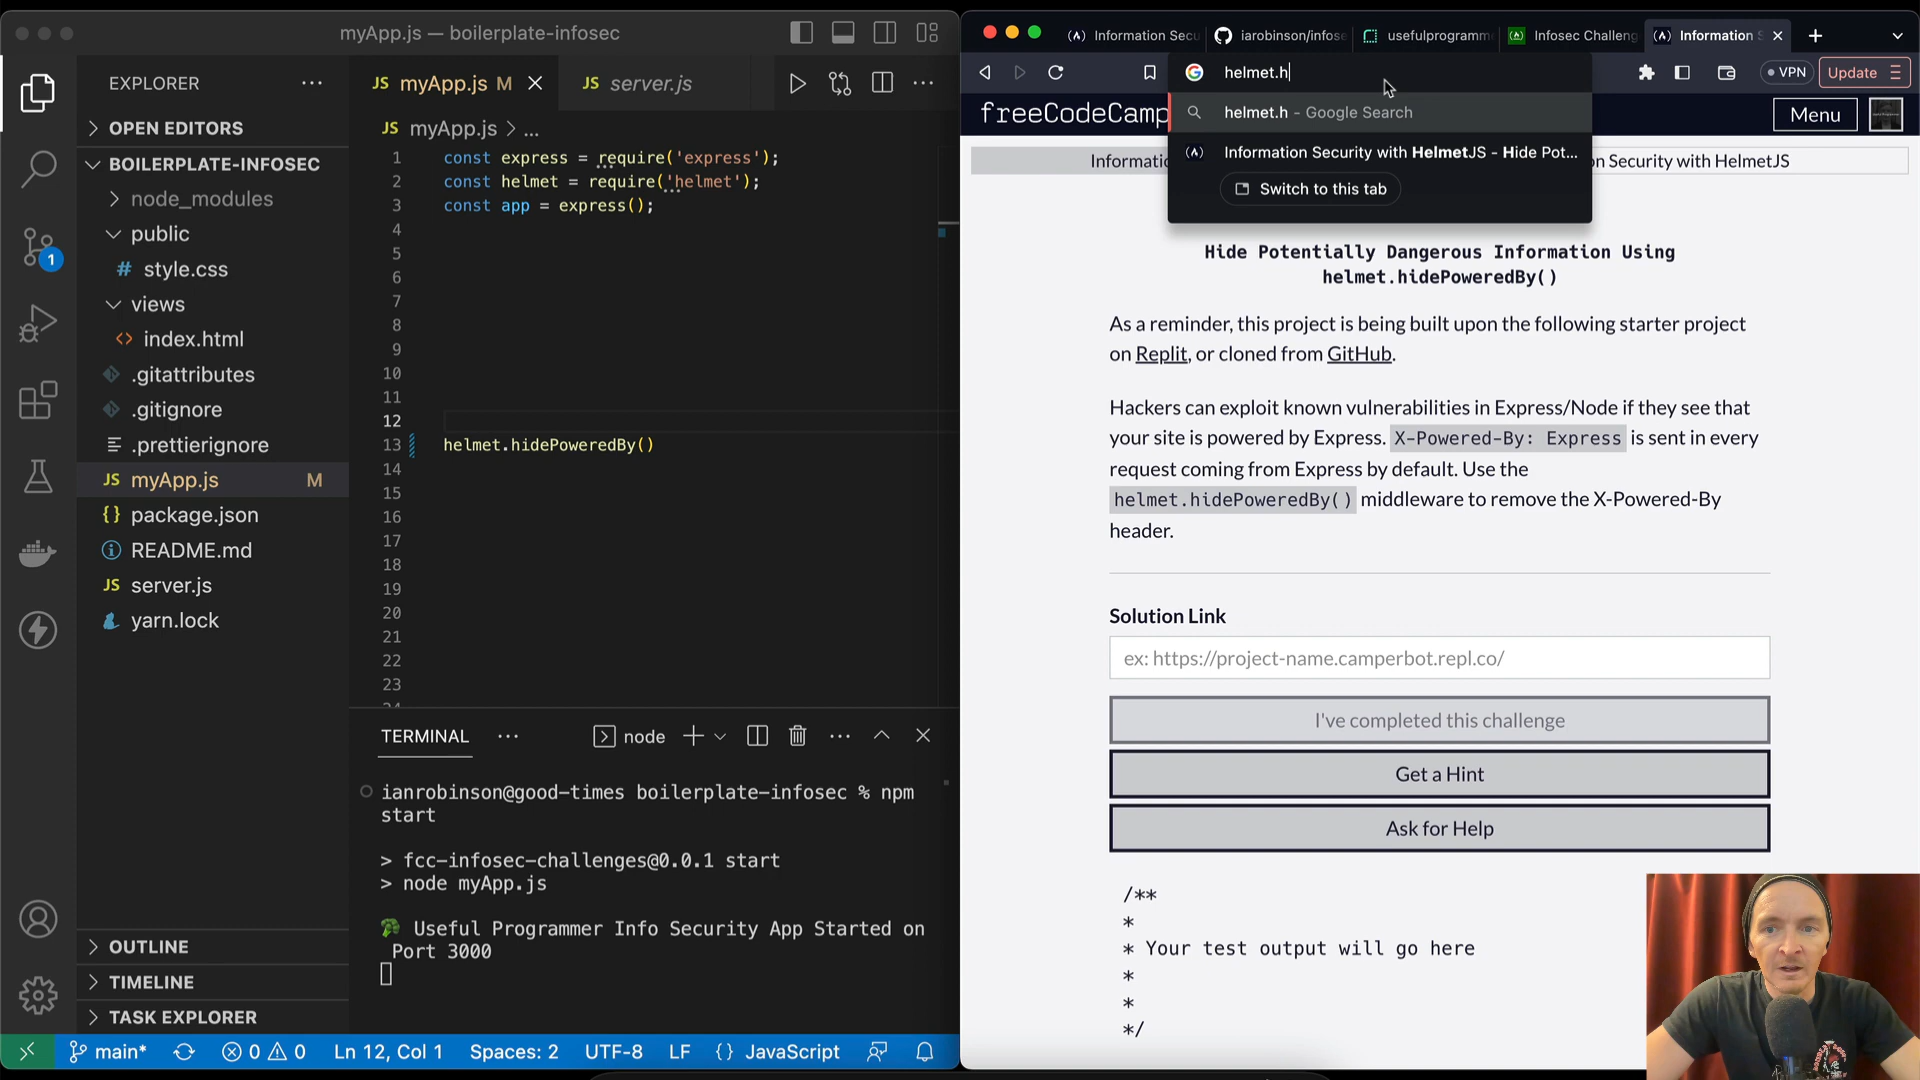 myApp.js — boilerplate-infosec
EXPLORER
OPEN EDITORS
BOILERPLATE-INFOSEC
node_modules
public
# style.css
views
<> index.html
.gitattributes
.gitignore
.prettierignore
JS myApp.js M
{} package.json
README.md
JS server.js
yarn.lock
OUTLINE
TIMELINE
TASK EXPLORER
1
JS myApp.js M
JS server.js
JS myApp.js > ...
1 const express = require('express');
2 const helmet = require('helmet');
3 const app = express();
4
5
6
7
8
9
10
11
12
13 helmet.hidePoweredBy()
14
15
16
17
18
19
20
21
22
23
24
TERMINAL
node
ianrobinson@good-times boilerplate-infosec % npm
start
> fcc-infosec-challenges@0.0.1 start
> node myApp.js
Useful Programmer Info Security App Started on
Port 3000
main*
0 0
Ln 12, Col 1
Spaces: 2
UTF-8
LF
{} JavaScript
Information Secu
iarobinson/infose
usefulprogramm
Infosec Challeng
Information S
helmet.h
VPN
Update
helmet.h - Google Search
Information Security with HelmetJS - Hide Pot...
Switch to this tab
freeCodeCamp
Menu
Informatio
on Security with HelmetJS
Hide Potentially Dangerous Information Using
helmet.hidePoweredBy()
As a reminder, this project is being built upon the following starter project
on Replit, or cloned from GitHub.
Hackers can exploit known vulnerabilities in Express/Node if they see that
your site is powered by Express. X-Powered-By: Express is sent in every
request coming from Express by default. Use the
helmet.hidePoweredBy() middleware to remove the X-Powered-By
header.
Solution Link
ex: https://project-name.camperbot.repl.co/
I've completed this challenge
Get a Hint
Ask for Help
/**
*
* Your test output will go here
*
*
*/